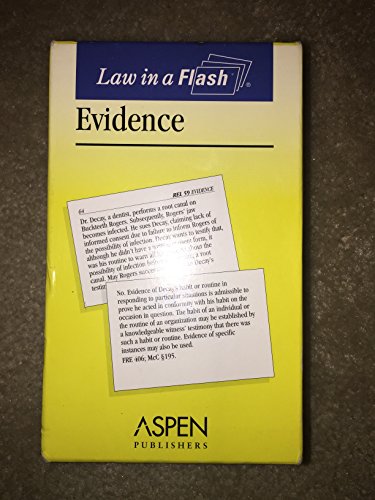 Law in a Flash®
Evidence
64
REL 59 EVIDENCE
Dr. Decay, a dentist, performs a root canal on
Buckteeth Rogers. Subsequently, Rogers' jaw
becomes infected. He sues Decay, claiming lack of
informed consent due to failure to inform Rogers of
the possibility of infection. Decay wants to testify that,
although he didn't have a form, it
was his routine to warn about the
possibility of infection a root
canal. May Rogers Decay's
No. Evidence of Decay's habit or routine in
responding to particular situations is admissible to
prove he acted in conformity with his habit on the
occasion in question. The habit of an individual or
the routine of an organization may be established by
a knowledgeable witness' testimony that there was
such a habit or routine. Evidence of specific
instances may also be used.
FRE 406; McC §195.
ASPEN
PUBLISHERS